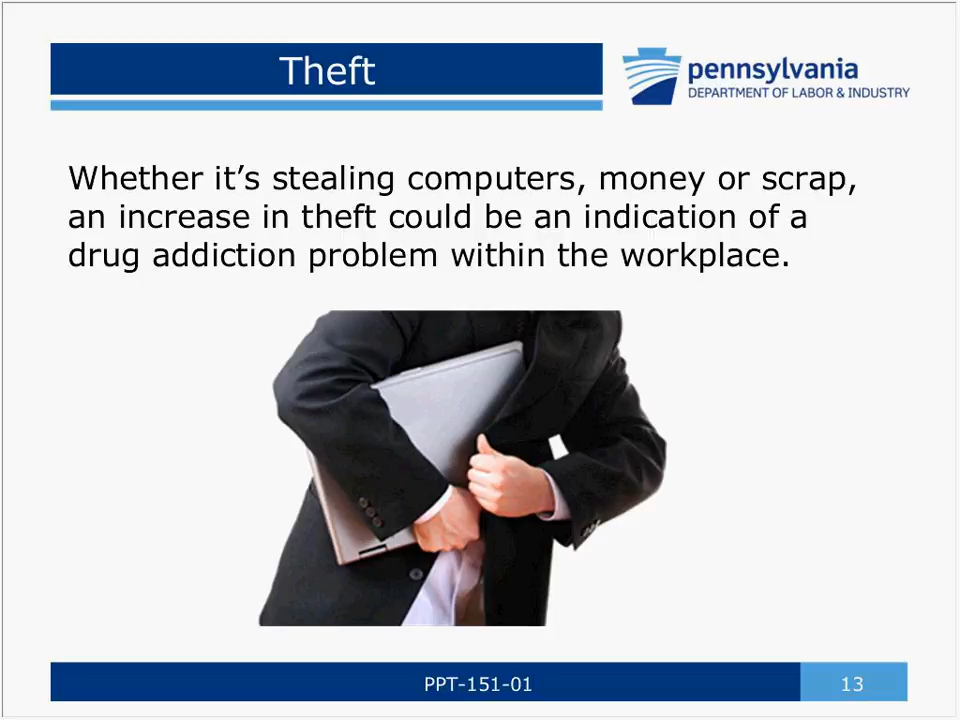 Theft
pennsylvania
DEPARTMENT OF LABOR & INDUSTRY
Whether it’s stealing computers, money or scrap,
an increase in theft could be an indication of a
drug addiction problem within the workplace.
PPT-151-01
13